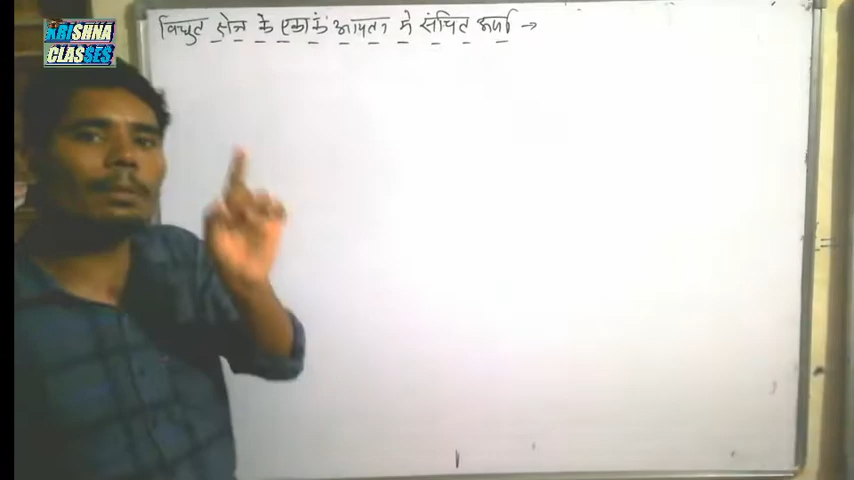 KRISHNA
CLASSES
विद्युत क्षेत्र के एकांक आयतन में संचित ऊर्जा →